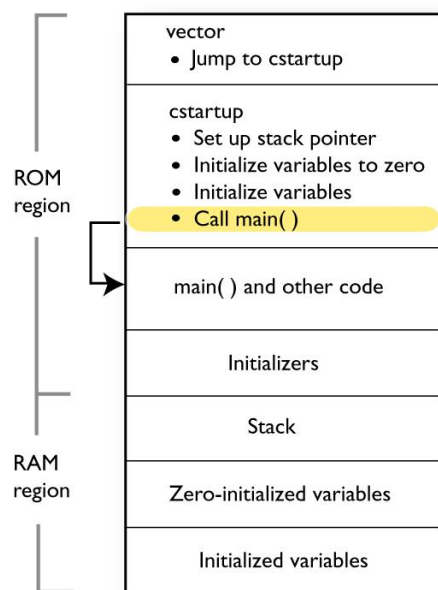 vector
• Jump to cstartup
cstartup
• Set up stack pointer
• Initialize variables to zero
• Initialize variables
• Call main( )
ROM
region
main( ) and other code
Initializers
Stack
RAM
region
Zero-initialized variables
Initialized variables